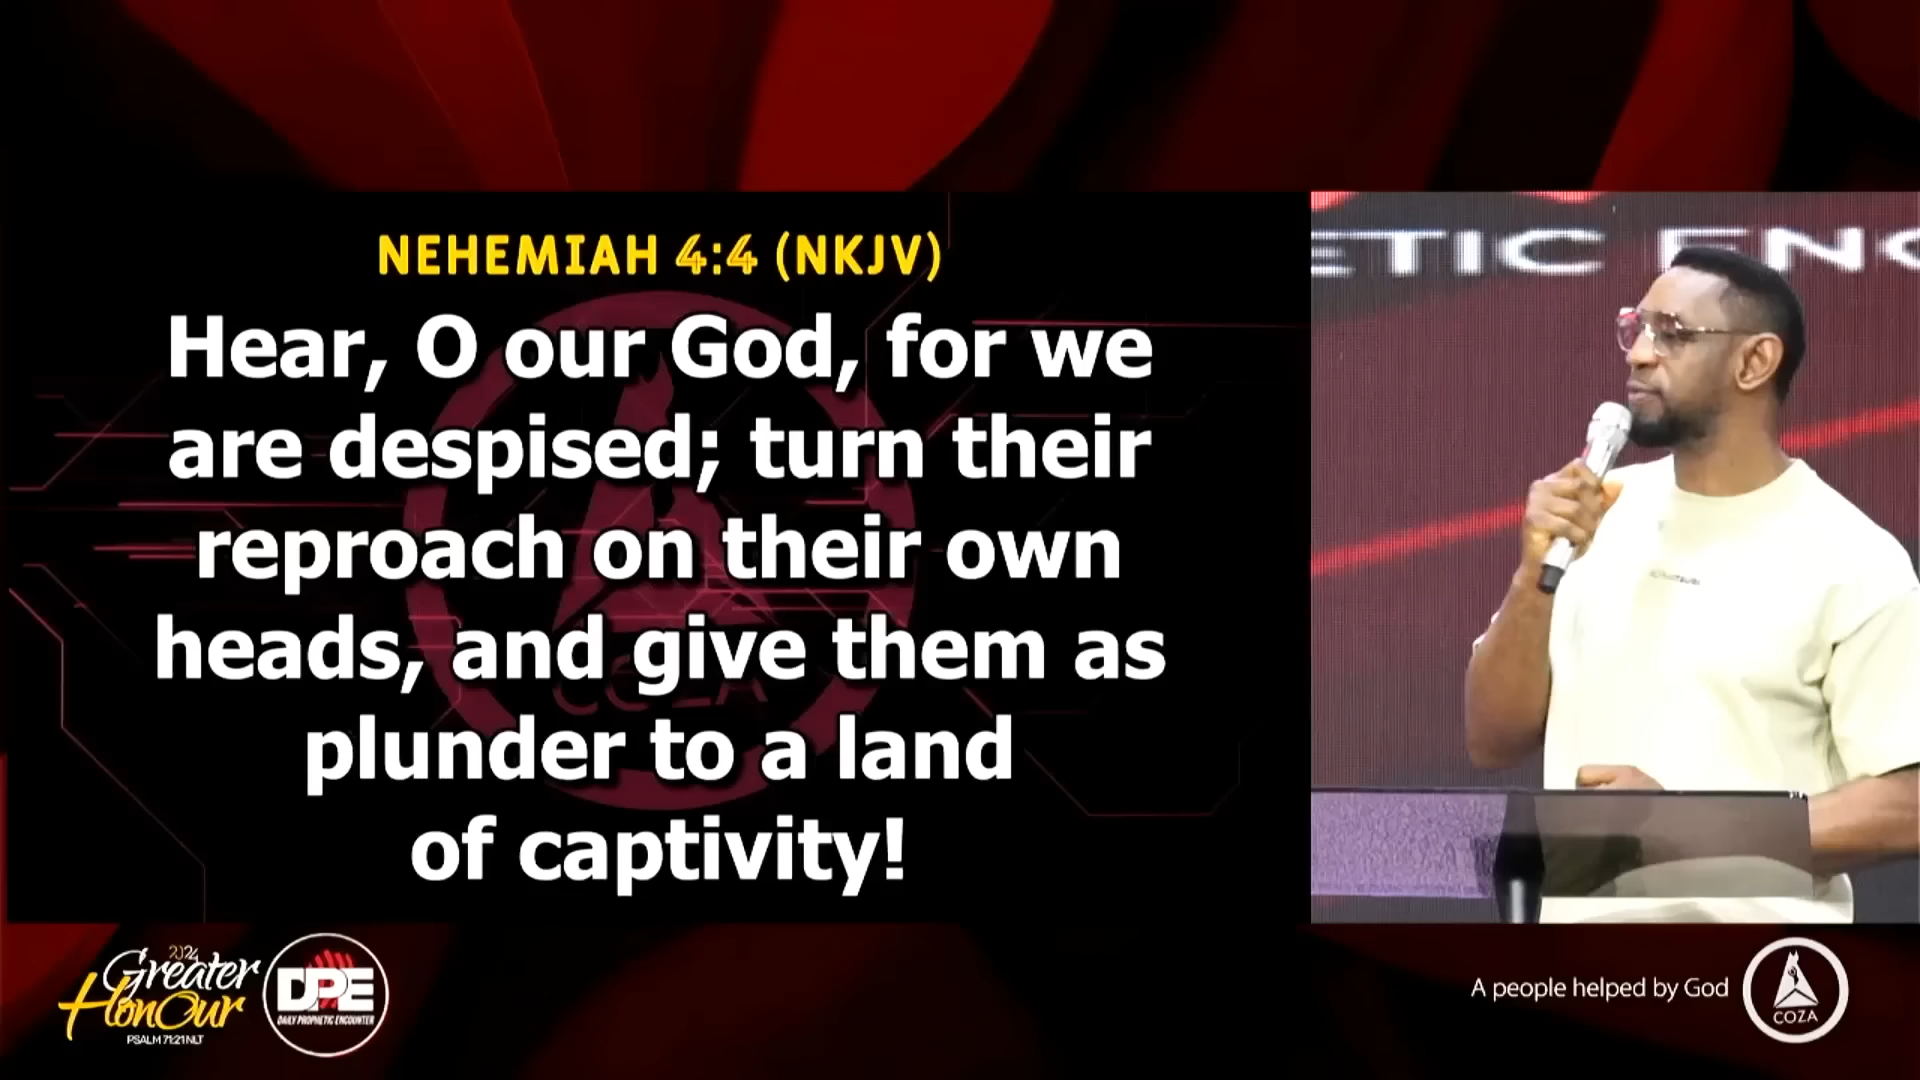 ETIC ENC
NEHEMIAH 4:4 (NKJV)
Hear, O our God, for we
are despised; turn their
reproach on their own
heads, and give them as
plunder to a land
of captivity!
COZA
2024
Greater
HonOur
PSALM 71:21 NLT
DPE
DAILY PROPHETIC ENCOUNTER
A people helped by God
COZA